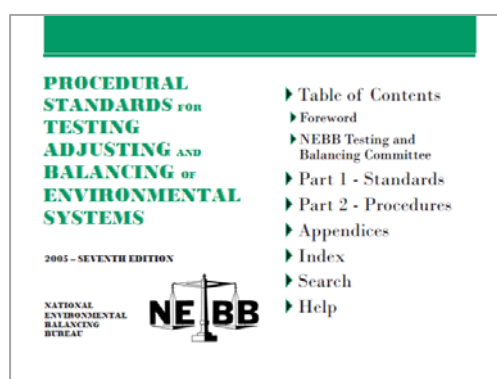 PROCEDURAL
STANDARDS FOR
TESTING
ADJUSTING AND
BALANCING OF
ENVIRONMENTAL
SYSTEMS
2005 – SEVENTH EDITION
NATIONAL
ENVIRONMENTAL
BALANCING
BUREAU
NEBB
Table of Contents
Foreword
NEBB Testing and
Balancing Committee
Part 1 - Standards
Part 2 - Procedures
Appendices
Index
Search
Help